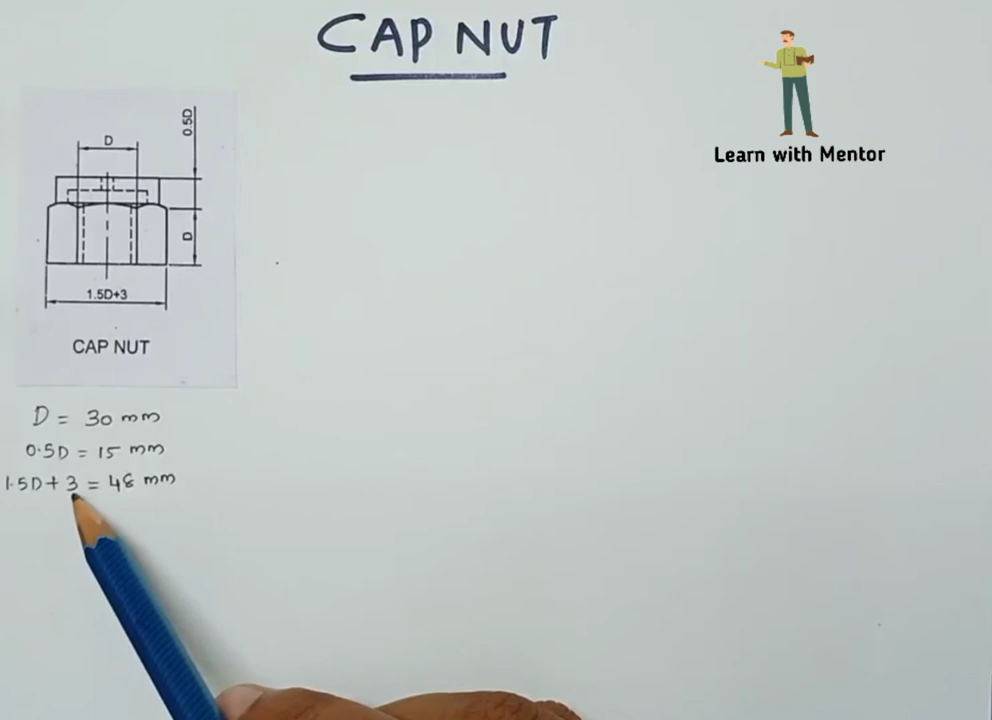 CAP NUT
Learn with Mentor
0.5D
D
D
1.5D+3
CAP NUT
D = 30 mm
0.5D = 15 mm
1.5D + 3 = 48 mm